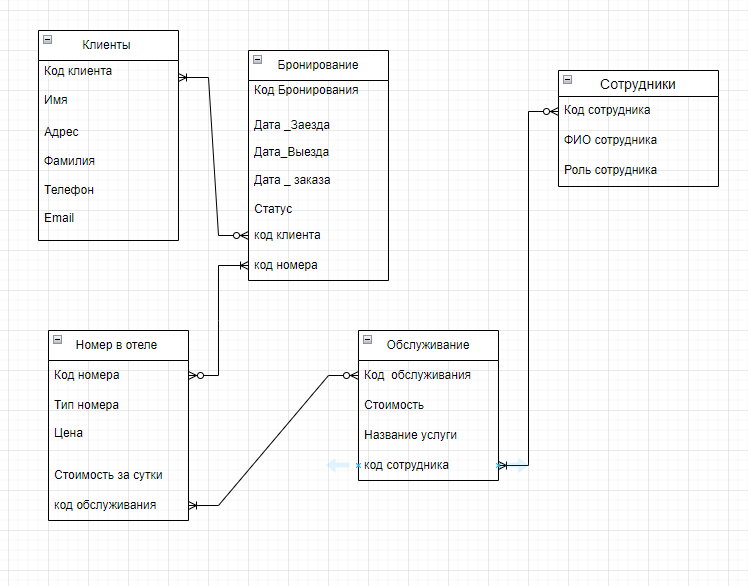 Клиенты
Код клиента
Имя
Адрес
Фамилия
Телефон
Email
Бронирование
Код Бронирования
Дата _Заезда
Дата_Выезда
Дата _ заказа
Статус
код клиента
код номера
Сотрудники
Код сотрудника
ФИО сотрудника
Роль сотрудника
Номер в отеле
Код номера
Тип номера
Цена
Стоимость за сутки
код обслуживания
Обслуживание
Код  обслуживания
Стоимость
Название услуги
код сотрудника